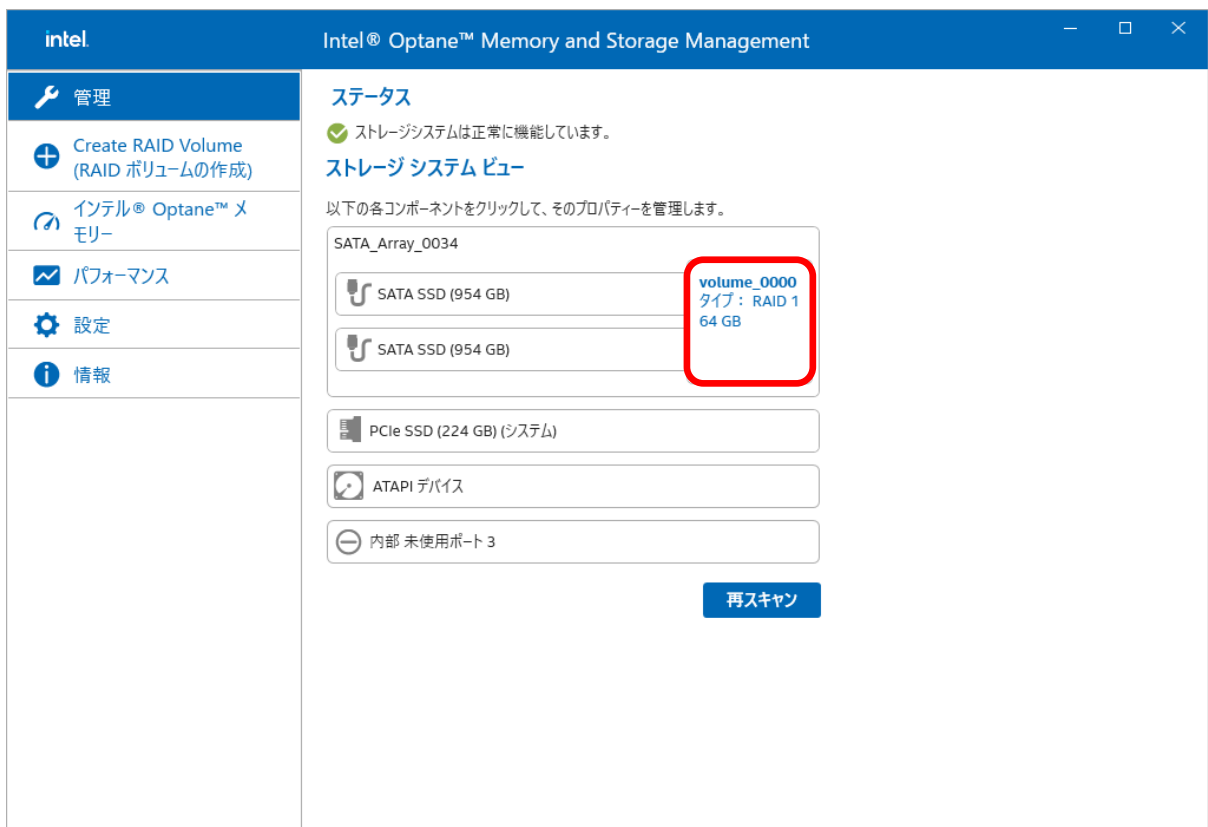 intel.
Intel® Optane™ Memory and Storage Management
管理
Create RAID Volume
(RAID ボリュームの作成)
インテル® Optane™ メ
モリー
パフォーマンス
設定
情報
ステータス
ストレージシステムは正常に機能しています。
ストレージ システム ビュー
以下の各コンポーネントをクリックして、そのプロパティーを管理します。
SATA_Array_0034
SATA SSD (954 GB)
SATA SSD (954 GB)
volume_0000
タイプ： RAID 1
64 GB
PCIe SSD (224 GB) (システム)
ATAPI デバイス
内部 未使用ポート 3
再スキャン